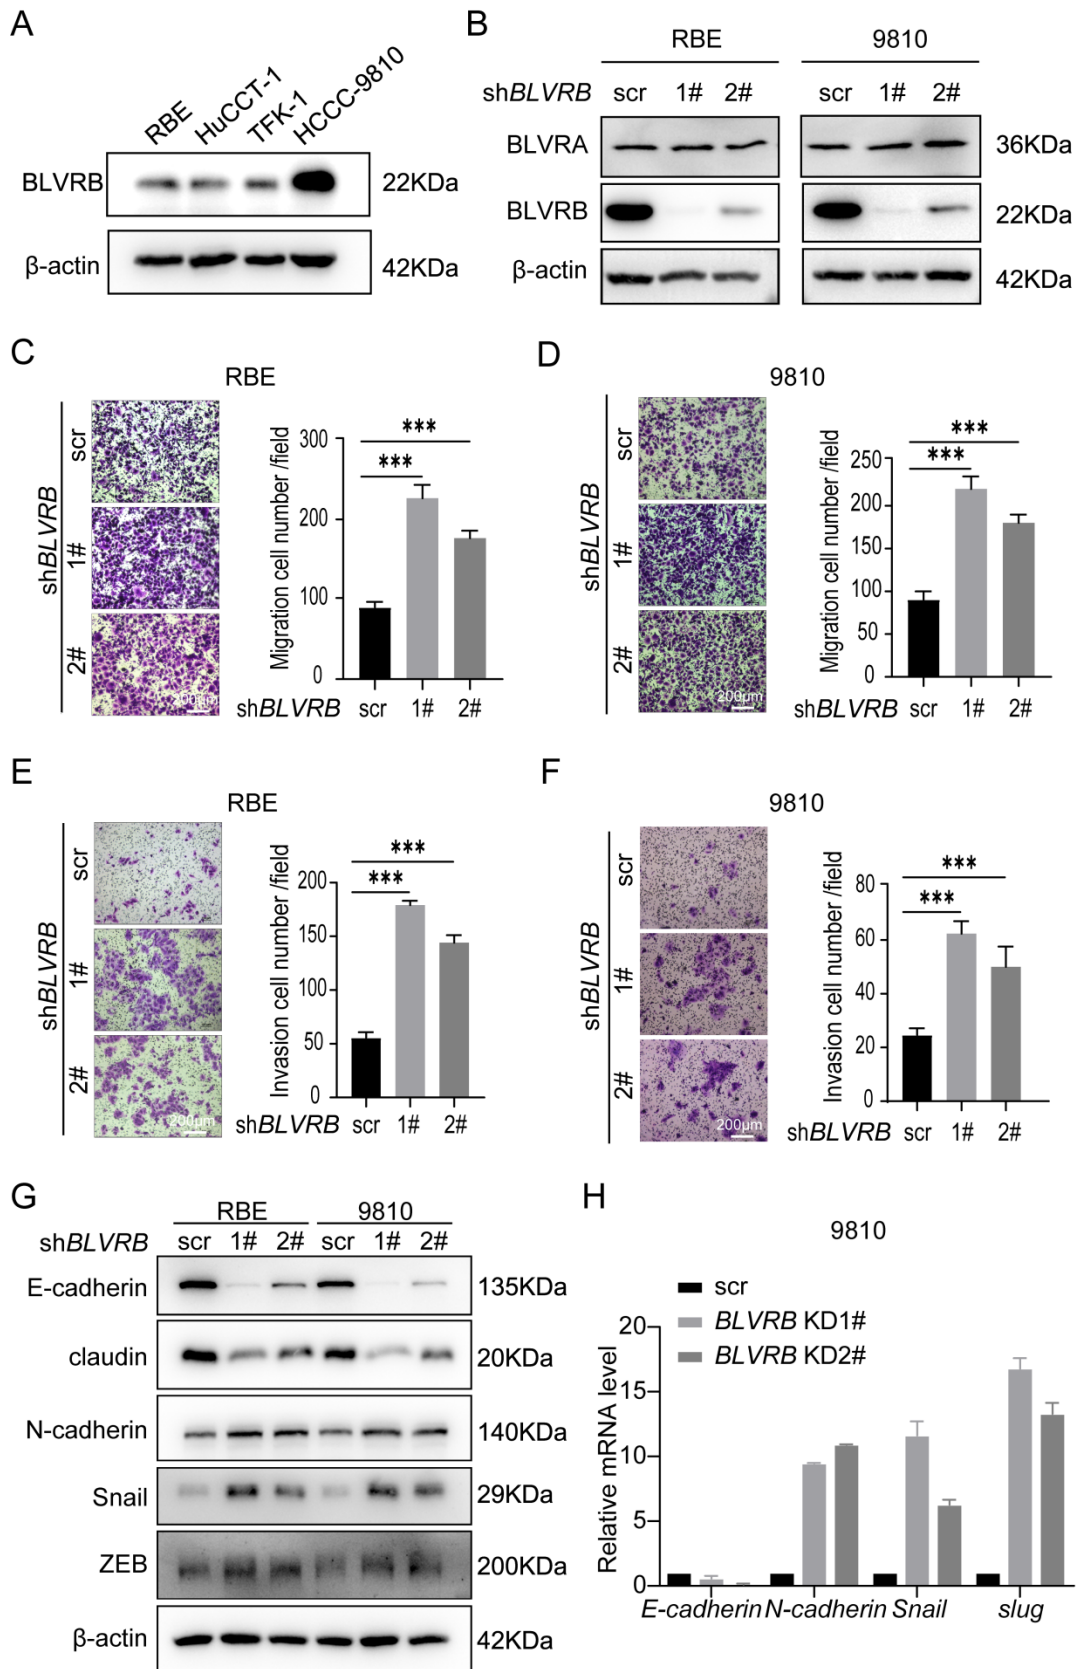 A
RBE HuCCT-1 TFK-1 HCCC-9810
BLVRB 22KDa
β-actin 42KDa
B
RBE 9810
shBLVRB scr 1# 2# scr 1# 2#
BLVRA 36KDa
BLVRB 22KDa
β-actin 42KDa
C
RBE
shBLVRB
scr
1#
2#
200μm
Migration cell number /field
300
200
100
0
***
***
shBLVRB scr 1# 2#
D
9810
shBLVRB
scr
1#
2#
200μm
Migration cell number /field
250
200
150
100
50
0
***
***
shBLVRB scr 1# 2#
E
RBE
shBLVRB
scr
1#
2#
200μm
Invasion cell number /field
200
150
100
50
0
***
***
shBLVRB scr 1# 2#
F
9810
shBLVRB
scr
1#
2#
200μm
Invasion cell number /field
80
60
40
20
0
***
***
shBLVRB scr 1# 2#
G
RBE 9810
shBLVRB scr 1# 2# scr 1# 2#
E-cadherin 135KDa
claudin 20KDa
N-cadherin 140KDa
Snail 29KDa
ZEB 200KDa
β-actin 42KDa
H
9810
scr
BLVRB KD1#
BLVRB KD2#
Relative mRNA level
20
15
10
5
0
E-cadherin N-cadherin Snail slug